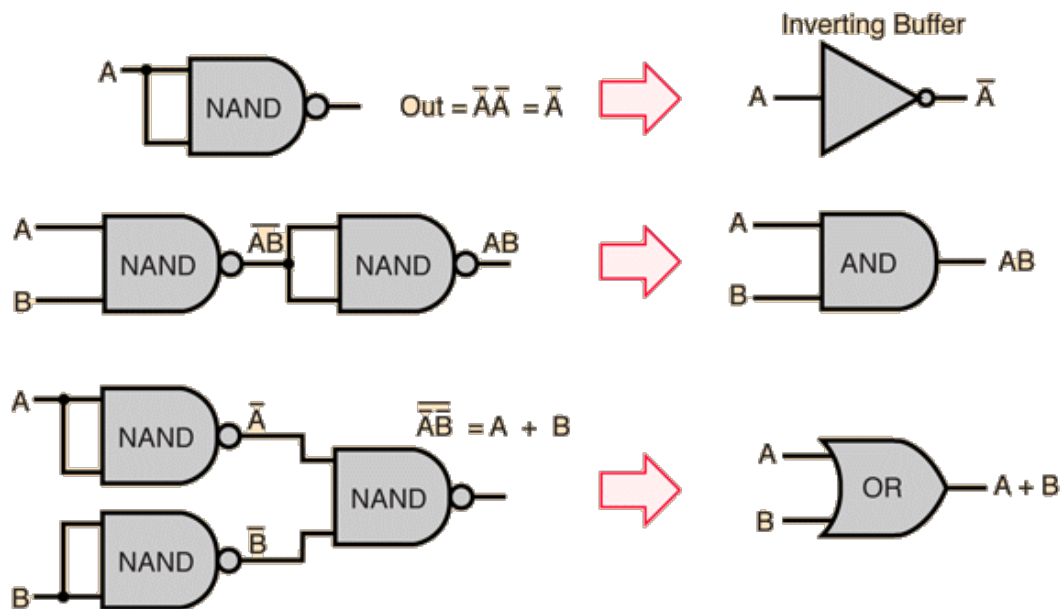 Inverting Buffer
A
NAND
Out = A̅A̅ = A̅
A
A̅
A
B
NAND
A̅B̅
NAND
AB
A
B
AND
AB
A
NAND
A̅
B
NAND
B̅
NAND
A̿B̿ = A + B
A
B
OR
A + B